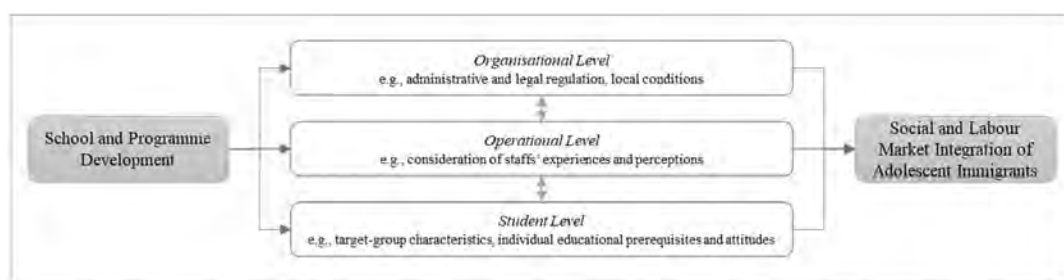 Organisational Level
e.g., administrative and legal regulation, local conditions
School and Programme
Development
Operational Level
e.g., consideration of staffs' experiences and perceptions
Social and Labour
Market Integration of
Adolescent Immigrants
Student Level
e.g., target-group characteristics, individual educational prerequisites and attitudes